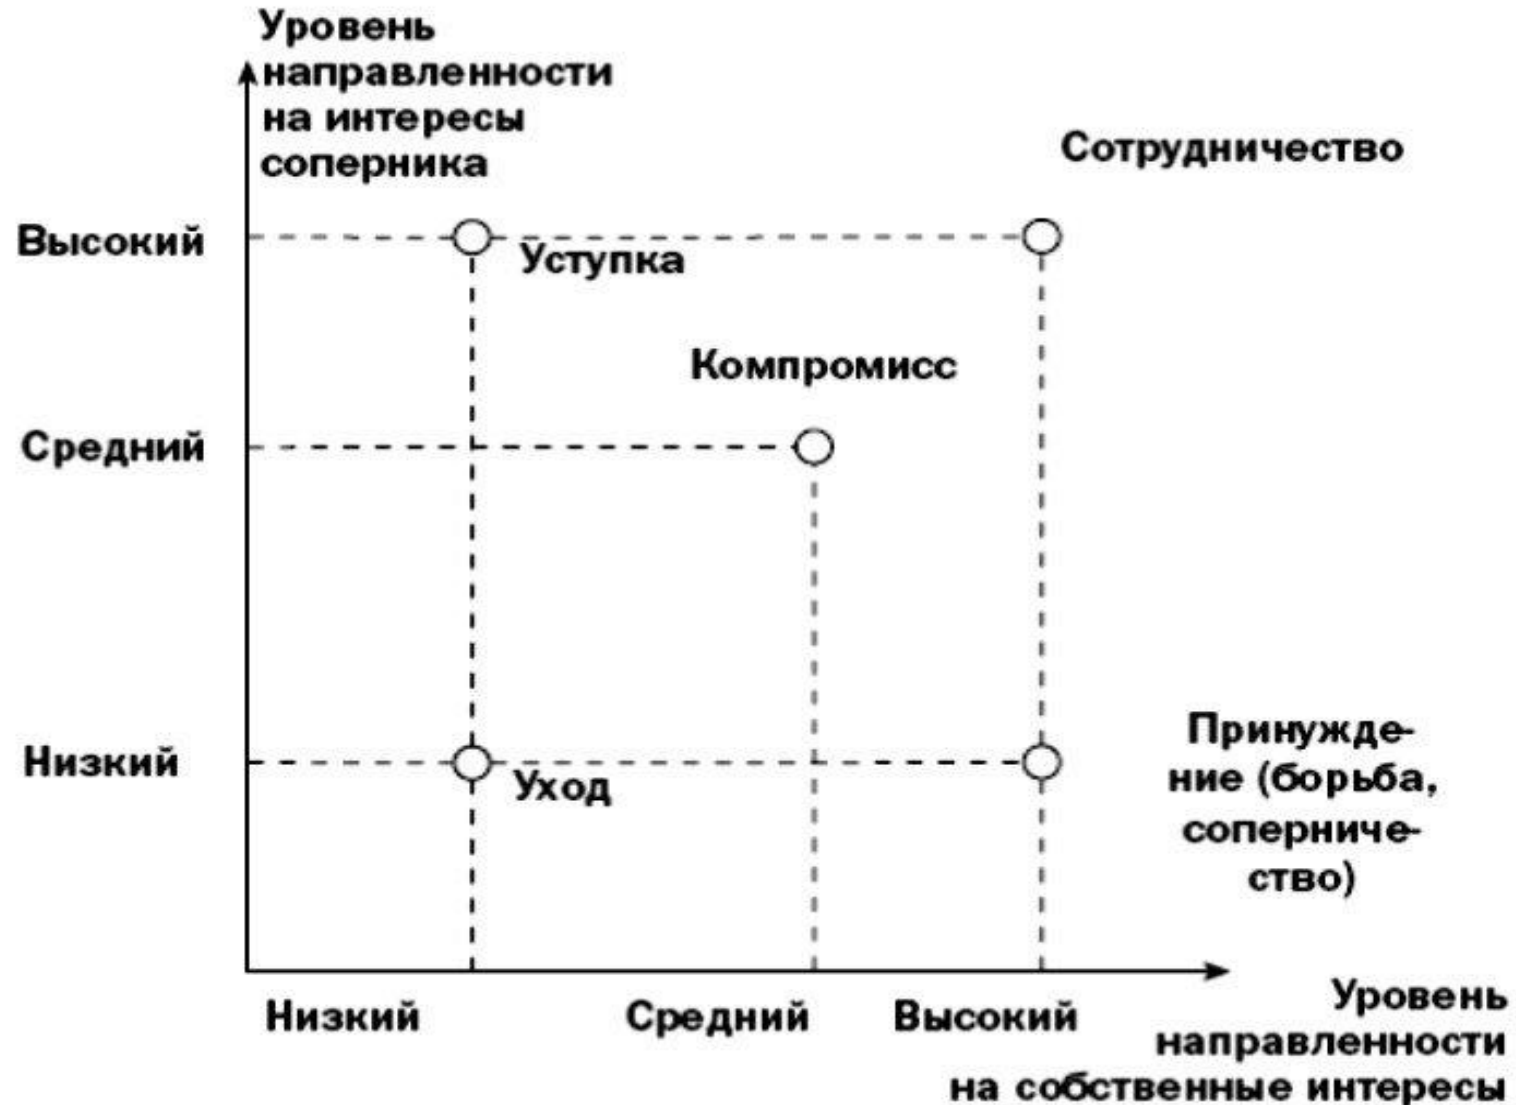 Уровень
направленности
на интересы
соперника
Сотрудничество
Высокий
Уступка
Компромисс
Средний
Принужде-
ние (борьба,
соперниче-
ство)
Низкий
Уход
Низкий
Средний
Высокий
Уровень
направленности
на собственные интересы